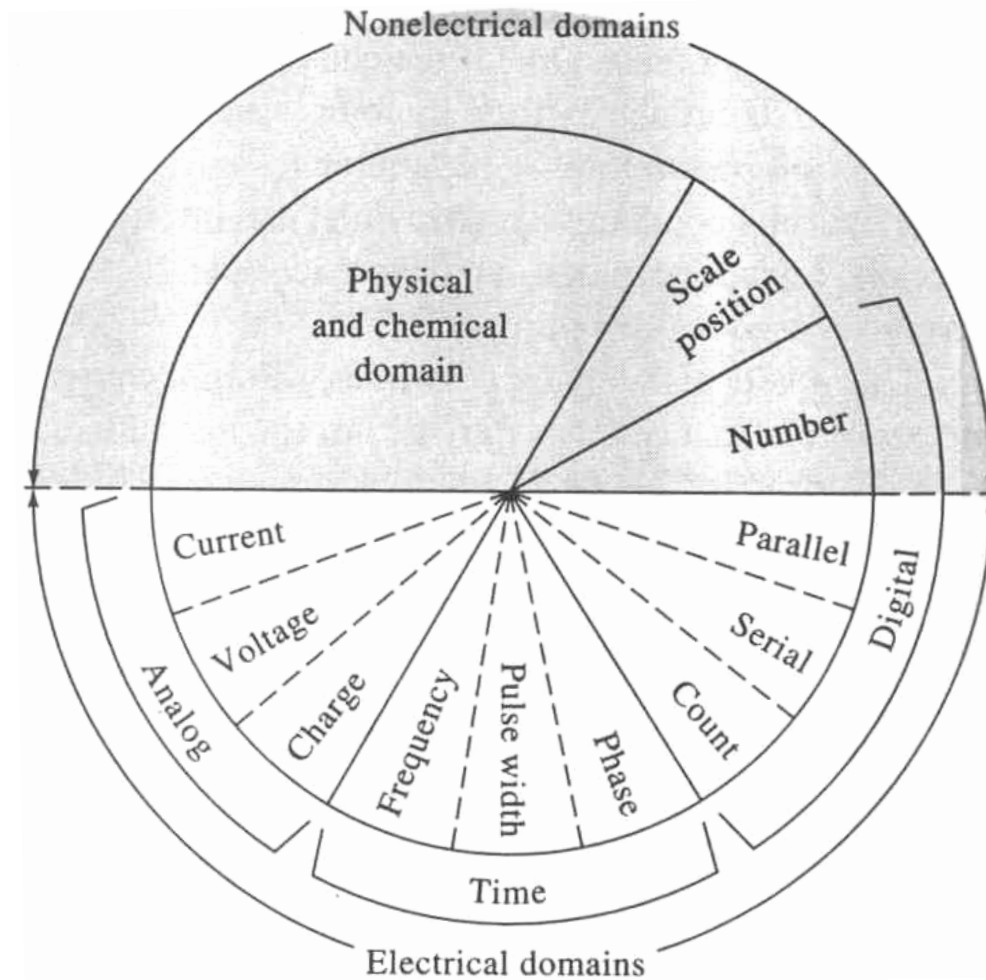 Nonelectrical domains
Physical
and chemical
domain
Scale
position
Number
Current
Voltage
Charge
Frequency
Pulse width
Phase
Count
Serial
Parallel
Analog
Time
Digital
Electrical domains